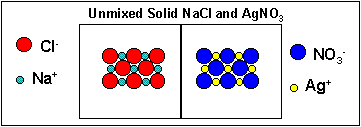 Unmixed Solid NaCl and AgNO₃
Cl⁻
Na⁺
NO₃⁻
Ag⁺